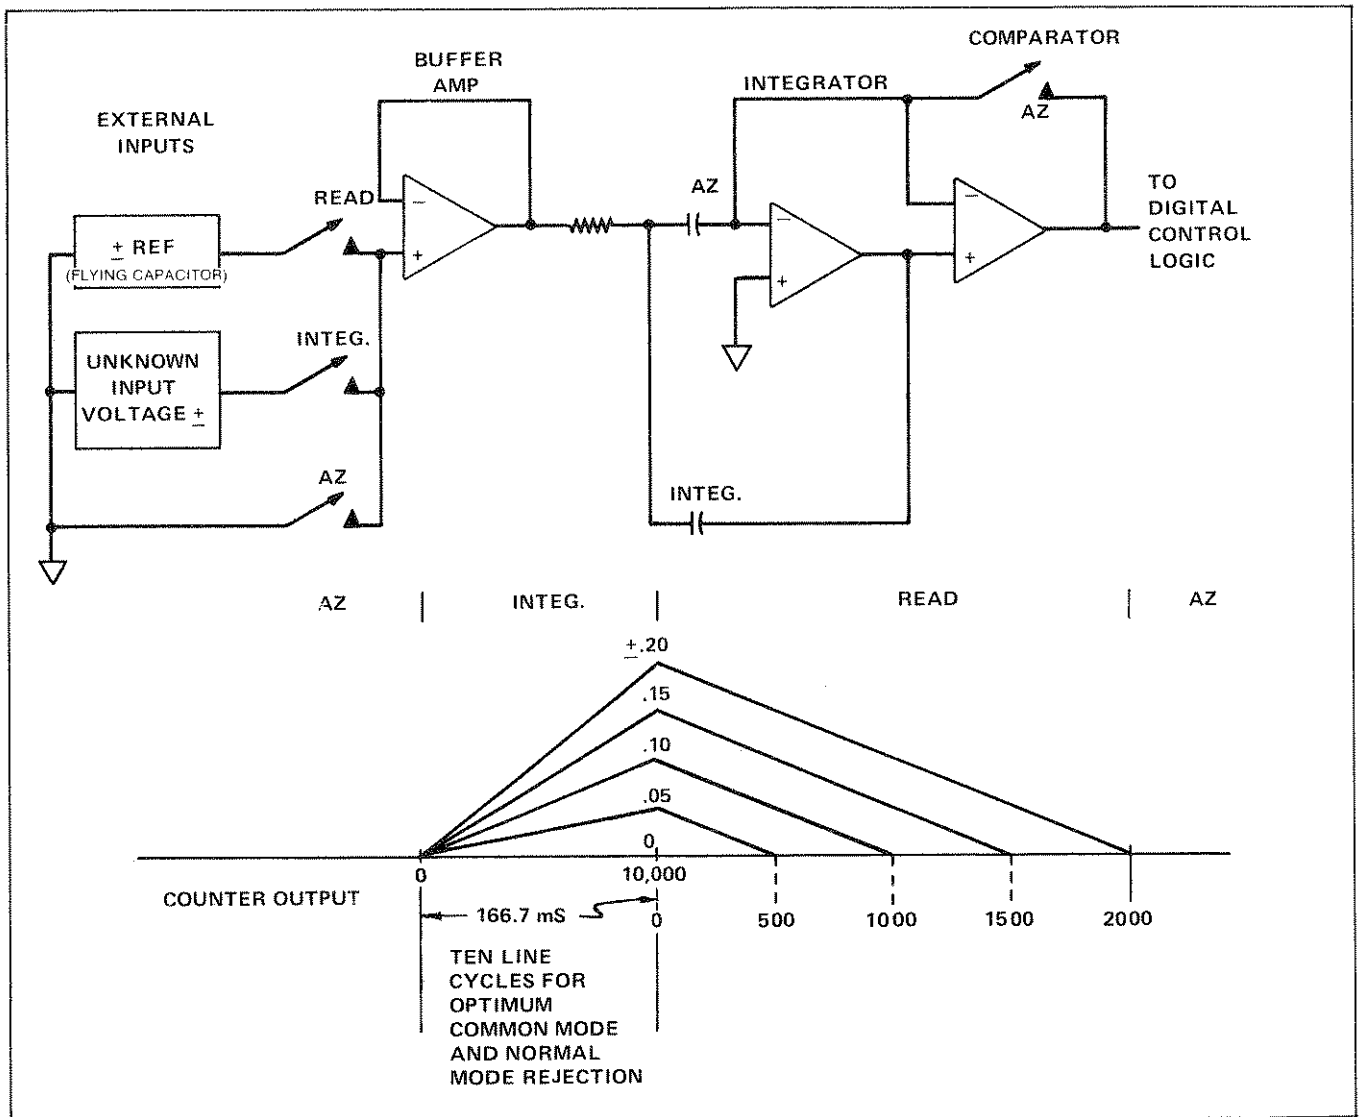 COMPARATOR
BUFFER
AMP
INTEGRATOR
AZ
EXTERNAL
INPUTS
READ
AZ
TO
DIGITAL
CONTROL
LOGIC
± REF
(FLYING CAPACITOR)
−
+
−
+
−
+
INTEG.
UNKNOWN
INPUT
VOLTAGE ±
AZ
INTEG.
AZ
INTEG.
READ
AZ
±.20
.15
.10
.05
0
0
10,000
COUNTER OUTPUT
166.7 mS
0
500
1000
1500
2000
TEN LINE
CYCLES FOR
OPTIMUM
COMMON MODE
AND NORMAL
MODE REJECTION